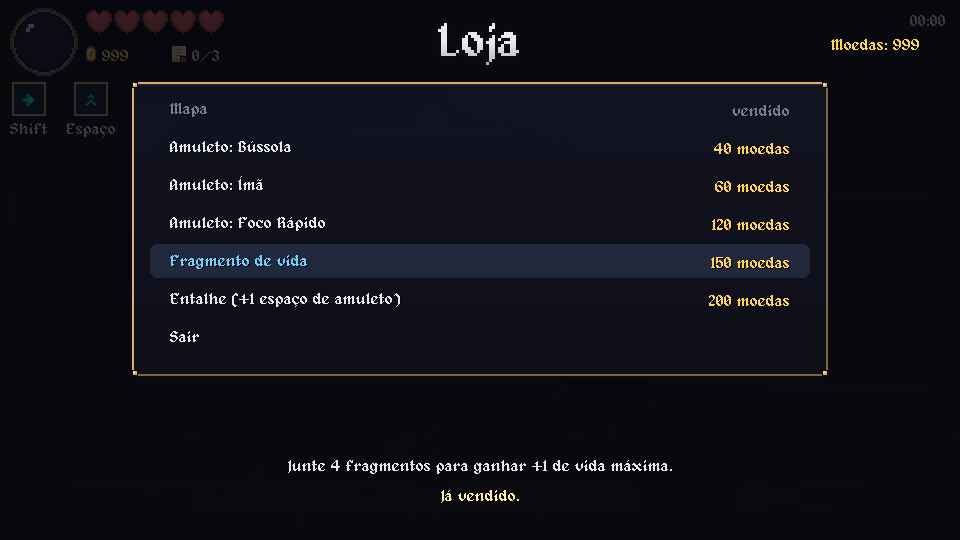 Loja
00:00
Moedas: 999
999
0/3
Shift
Espaço
Mapa vendido
Amuleto: Bússola 40 moedas
Amuleto: Ímã 60 moedas
Amuleto: Foco Rápido 120 moedas
Fragmento de vida 150 moedas
Entalhe (+1 espaço de amuleto) 200 moedas
Sair
Junte 4 fragmentos para ganhar +1 de vida máxima.
Já vendido.